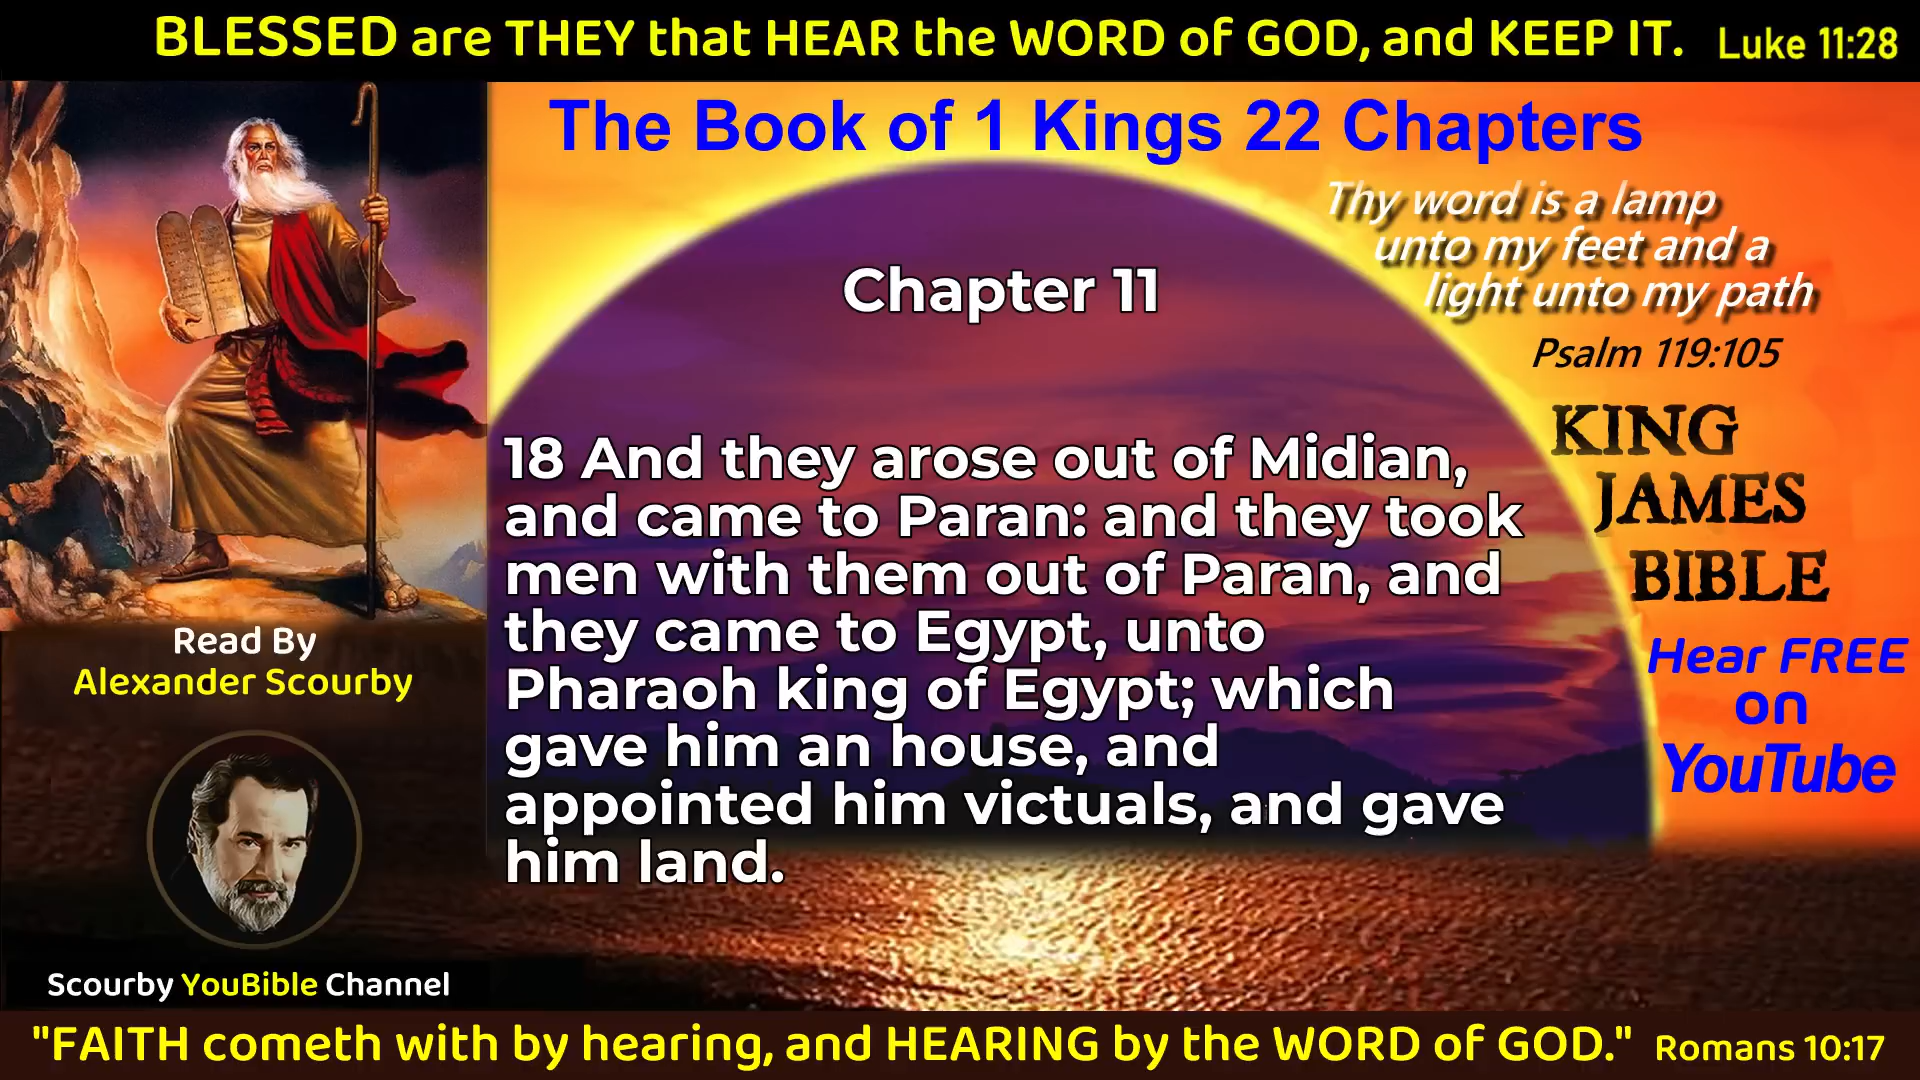 BLESSED are THEY that HEAR the WORD of GOD, and KEEP IT. Luke 11:28
The Book of 1 Kings 22 Chapters
Thy word is a lamp
unto my feet and a
light unto my path
Psalm 119:105
KING
JAMES
BIBLE
Hear FREE
on
YouTube
Chapter 11
18 And they arose out of Midian,
and came to Paran: and they took
men with them out of Paran, and
they came to Egypt, unto
Pharaoh king of Egypt; which
gave him an house, and
appointed him victuals, and gave
him land.
Read By
Alexander Scourby
Scourby YouBible Channel
"FAITH cometh with by hearing, and HEARING by the WORD of GOD." Romans 10:17